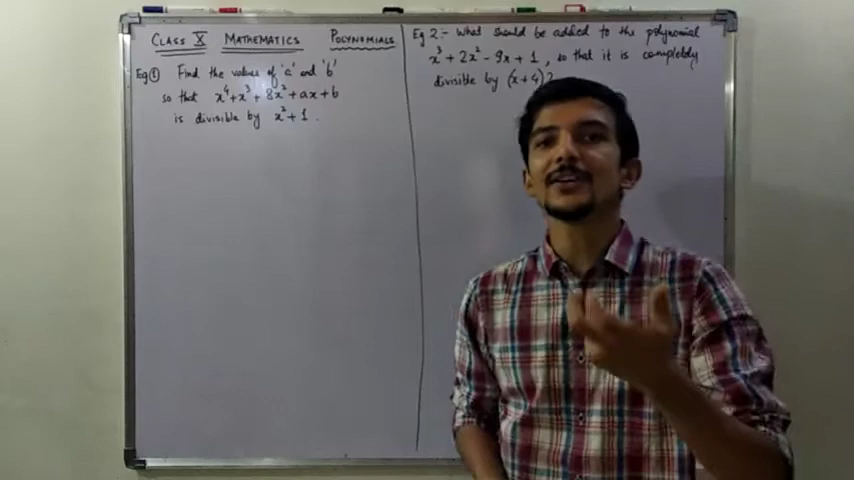 CLASS X MATHEMATICS POLYNOMIALS
Eg ① Find the values of 'a' and 'b'
so that x⁴+x³+8x²+ax+b
is divisible by x²+1.
Eg 2:- What should be added to the polynomial
x³+2x²-9x+1, so that it is completely
divisible by (x+4)?